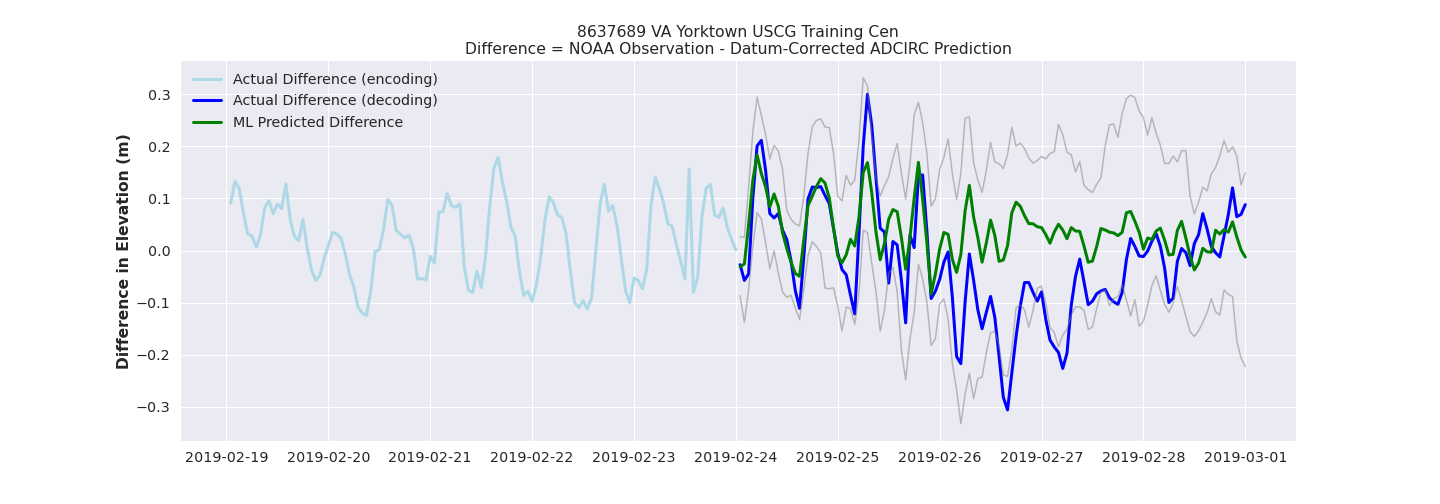 8637689 VA Yorktown USCG Training Cen
Difference = NOAA Observation - Datum-Corrected ADCIRC Prediction
Actual Difference (encoding)
Actual Difference (decoding)
ML Predicted Difference
Difference in Elevation (m)
0.3
0.2
0.1
0.0
−0.1
−0.2
−0.3
2019-02-19 2019-02-20 2019-02-21 2019-02-22 2019-02-23 2019-02-24 2019-02-25 2019-02-26 2019-02-27 2019-02-28 2019-03-01